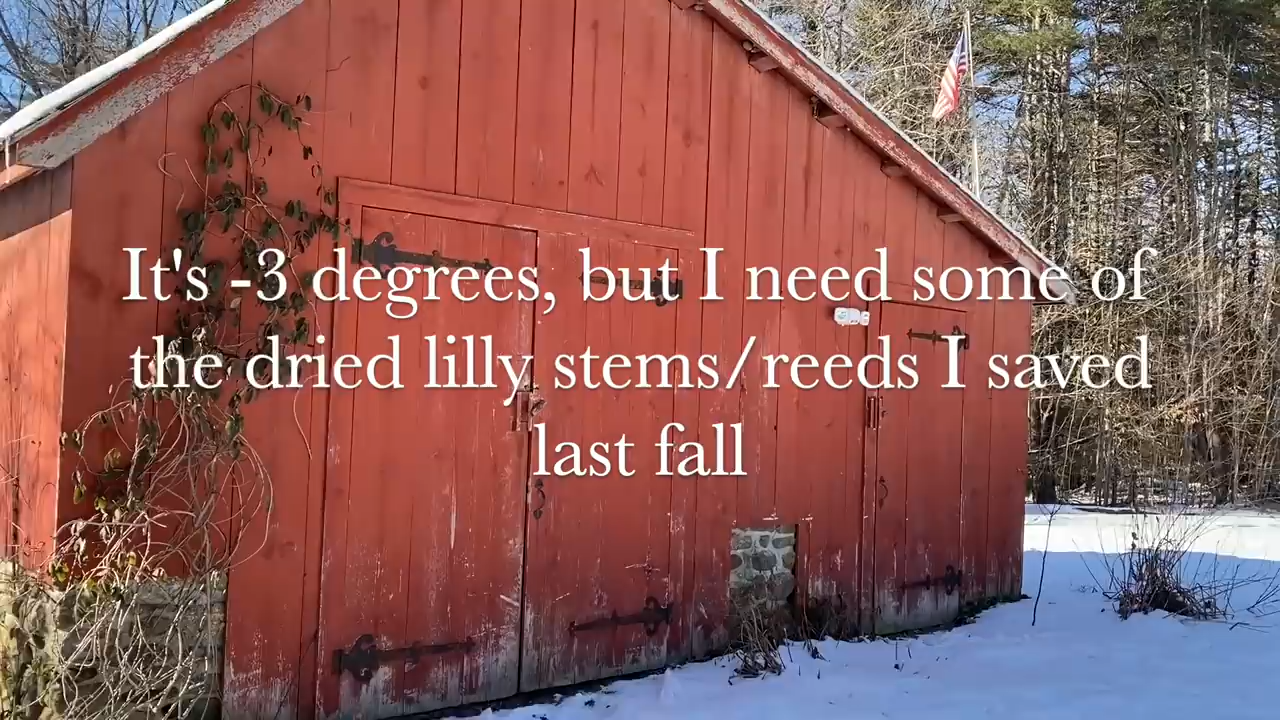 It's -3 degrees, but I need some of
the dried lilly stems/reeds I saved
last fall